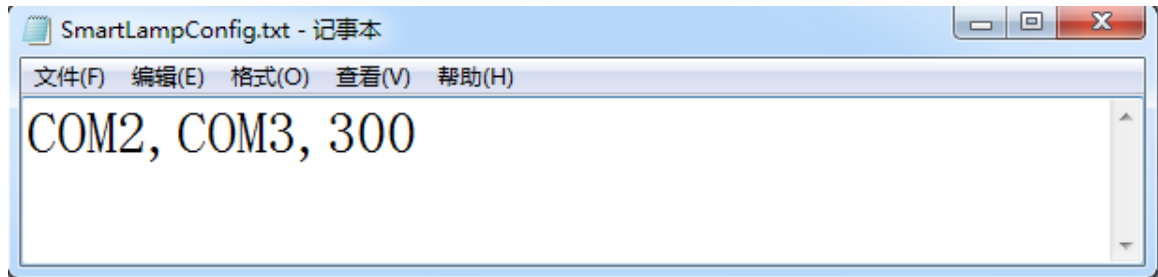 SmartLampConfig.txt - 记事本
文件(F) 编辑(E) 格式(O) 查看(V) 帮助(H)
COM2,COM3,300